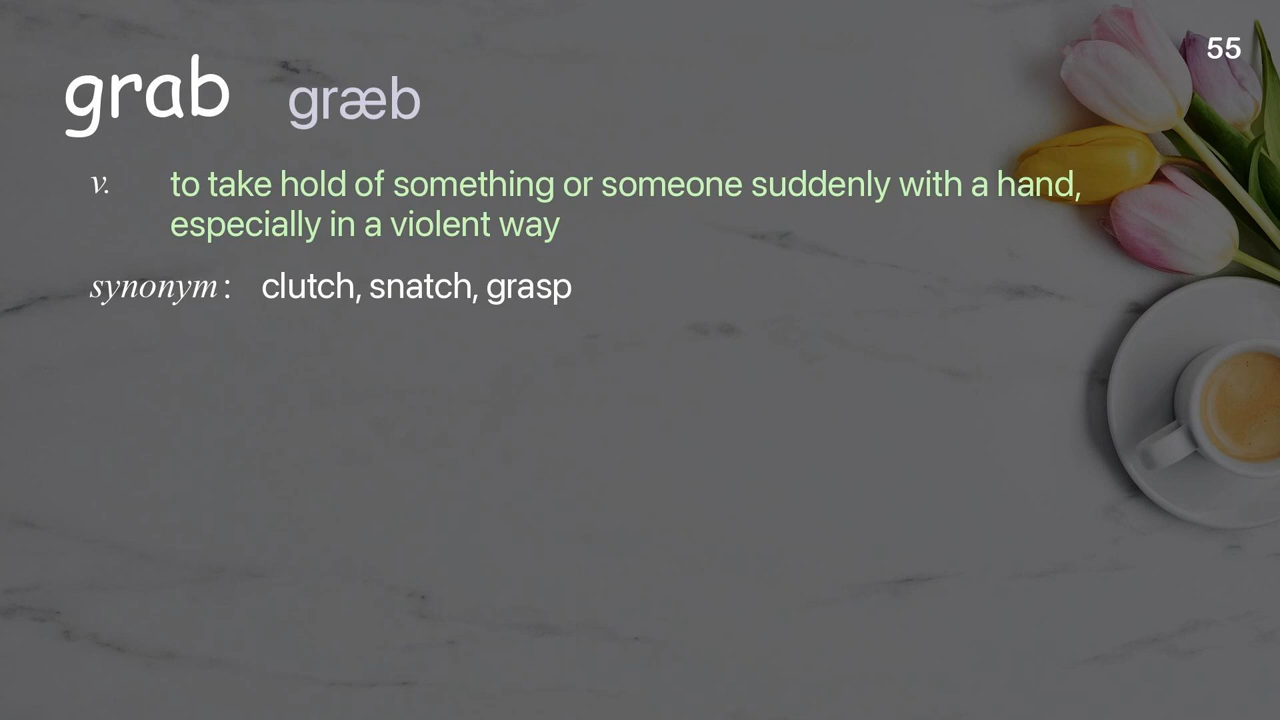 55
grab græb
v. to take hold of something or someone suddenly with a hand,
especially in a violent way
synonym: clutch, snatch, grasp